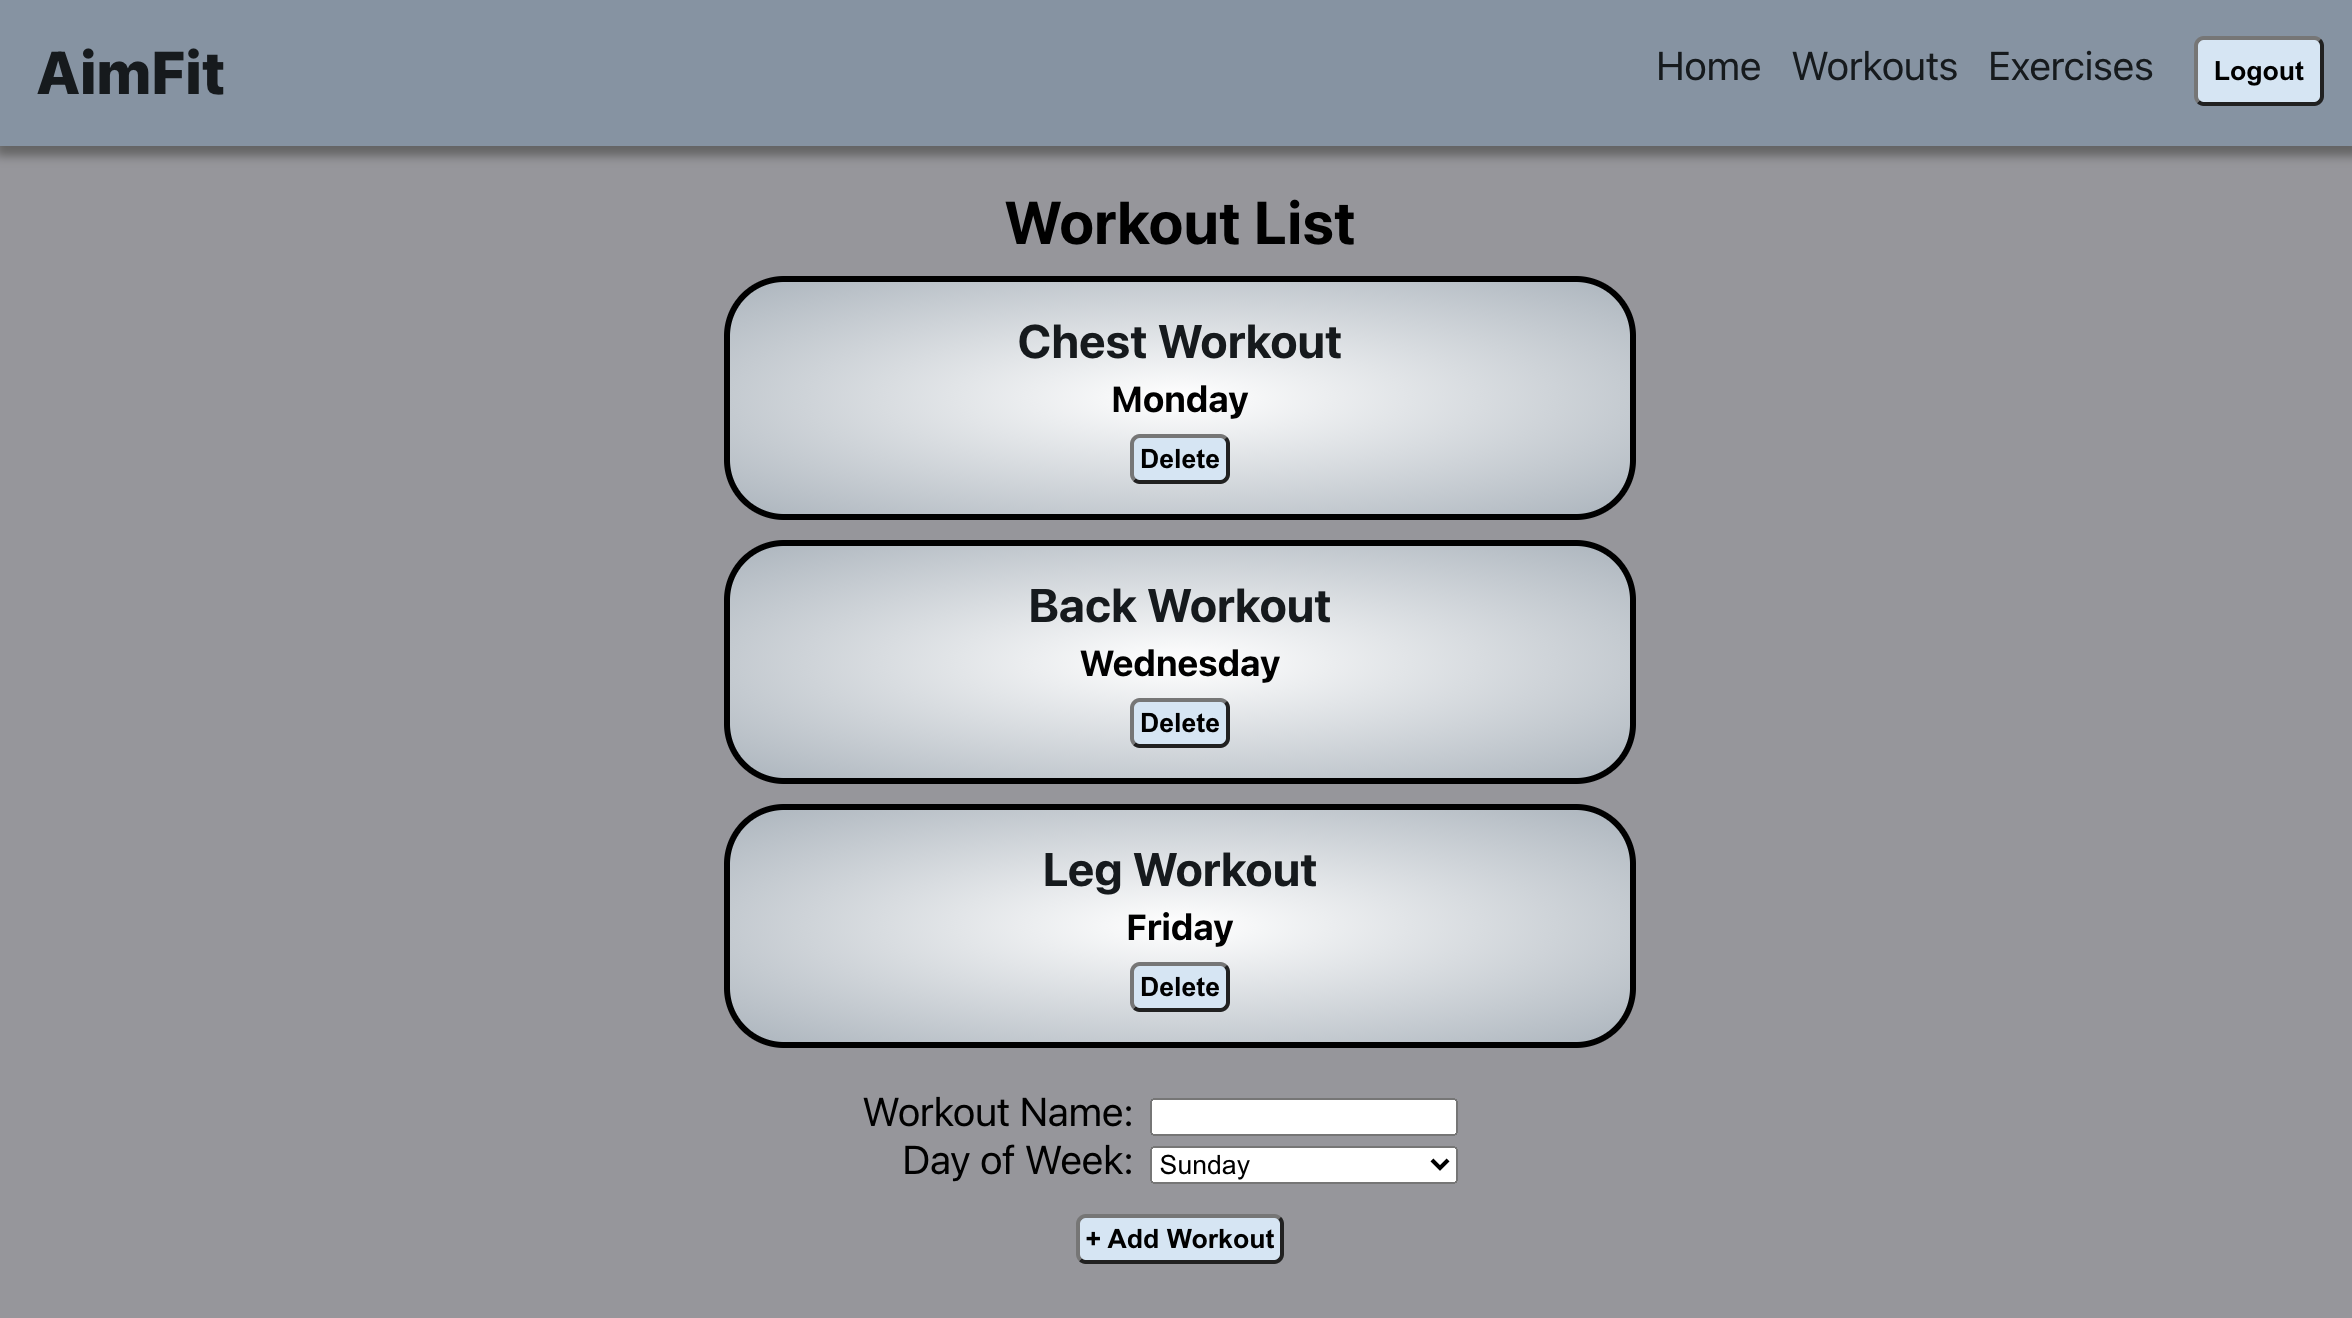 AimFit
Home Workouts Exercises Logout
Workout List
Chest Workout
Monday
Delete
Back Workout
Wednesday
Delete
Leg Workout
Friday
Delete
Workout Name:
Day of Week: Sunday
+ Add Workout